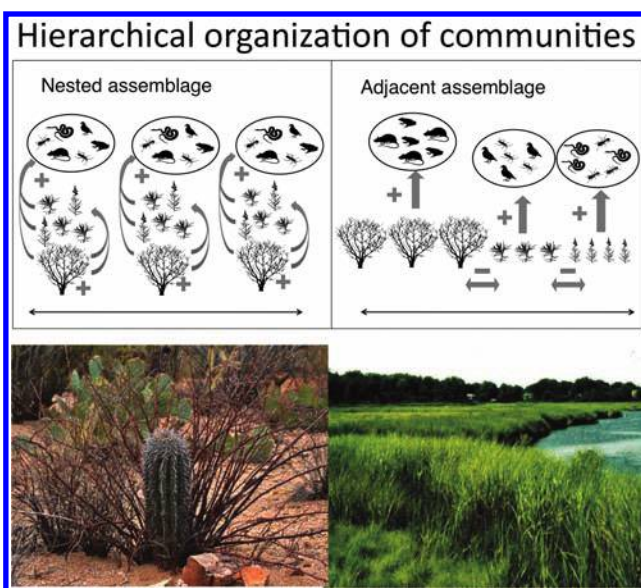 Hierarchical organization of communities
Nested assemblage
Adjacent assemblage
+ + +
+ +
+
+ + +
− −